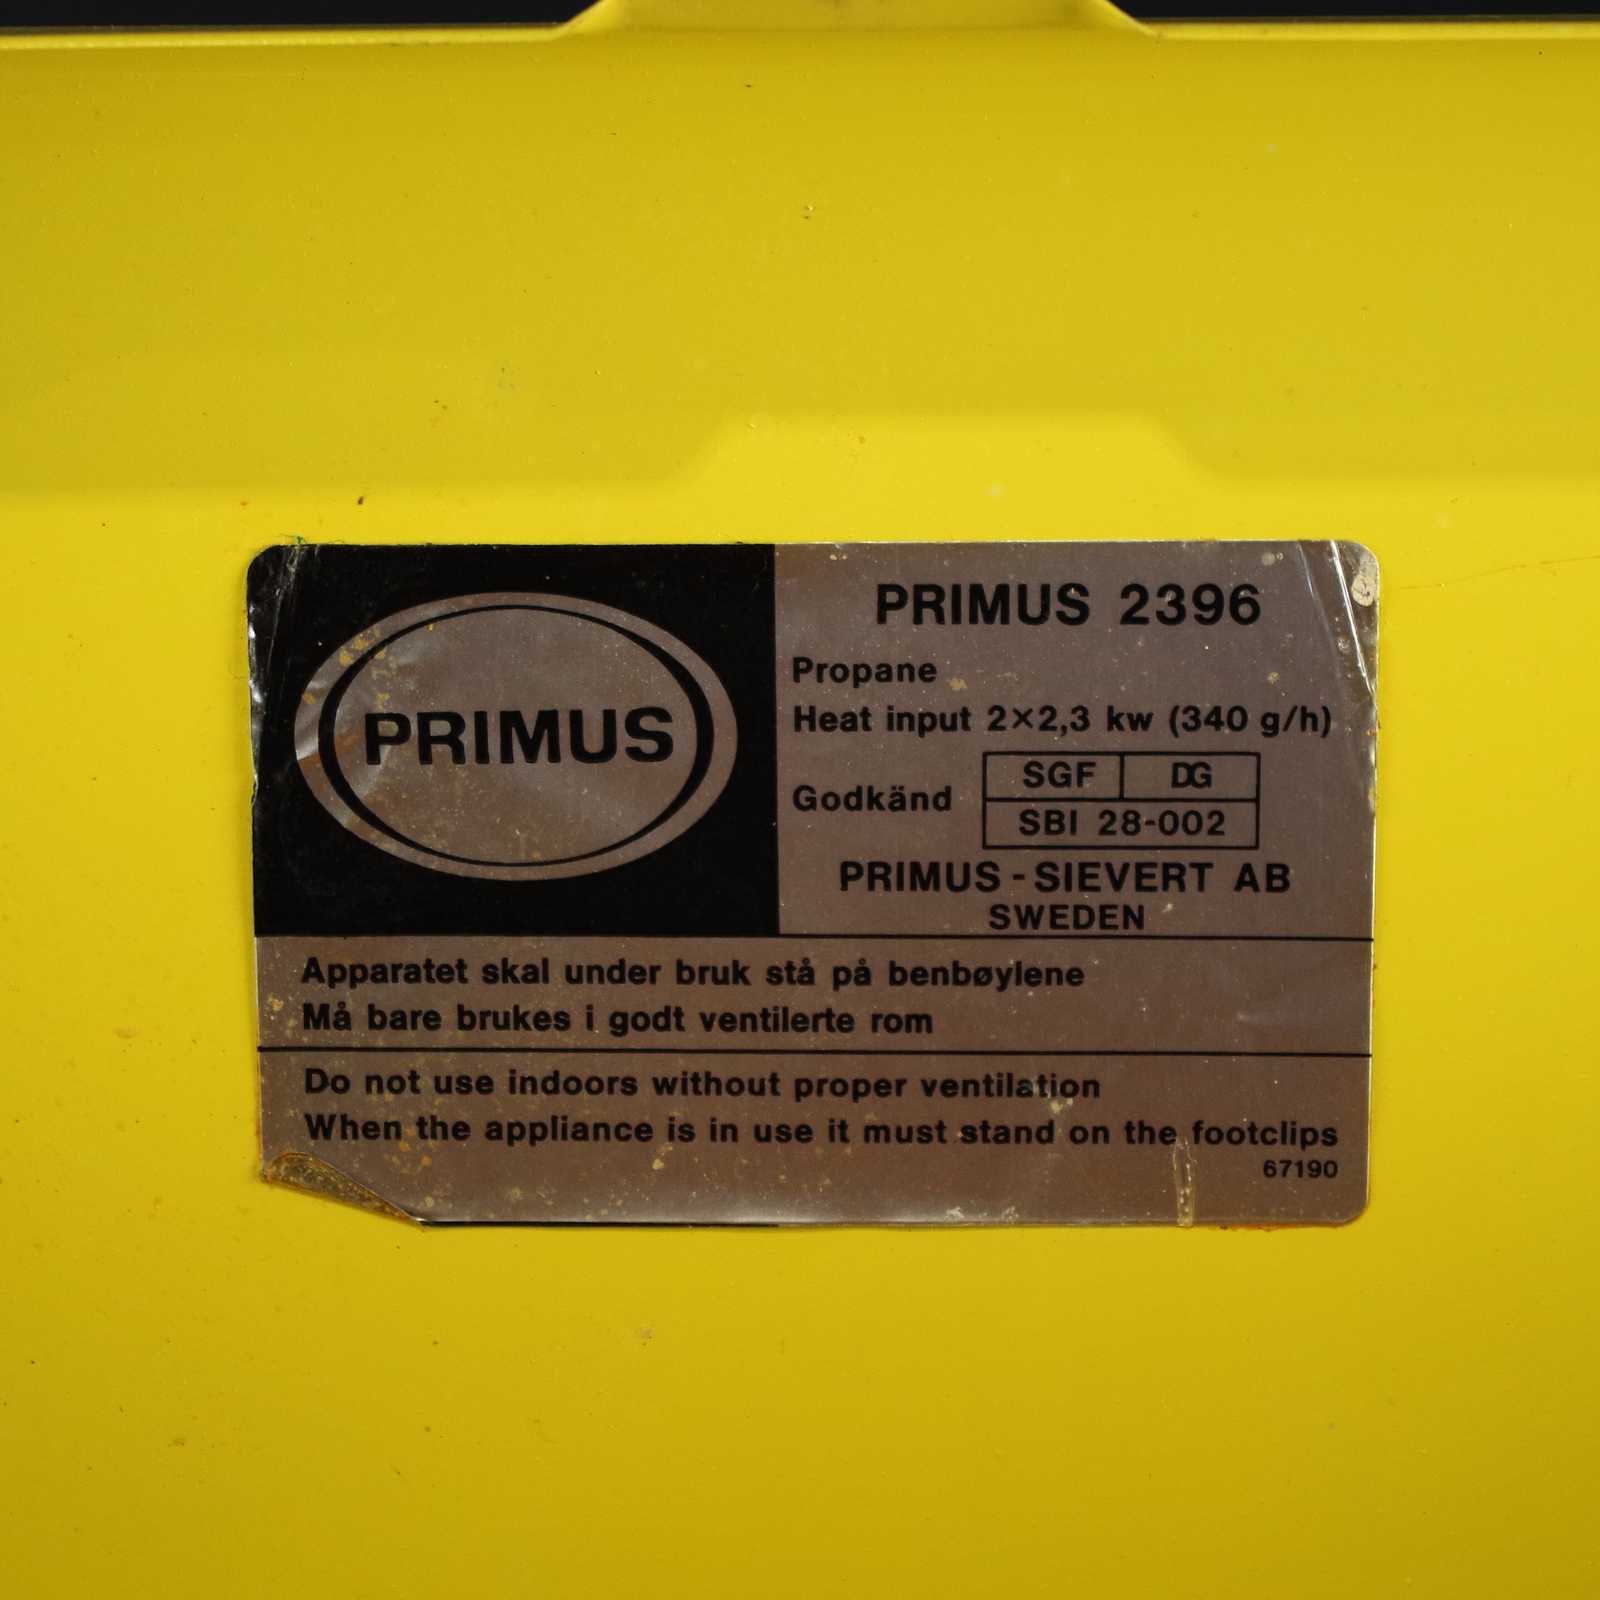 PRIMUS
PRIMUS 2396
Propane
Heat input 2×2,3 kw (340 g/h)
Godkänd
SGF DG
SBI 28-002
PRIMUS - SIEVERT AB
SWEDEN
Apparatet skal under bruk stå på benbøylene
Må bare brukes i godt ventilerte rom
Do not use indoors without proper ventilation
When the appliance is in use it must stand on the footclips
67190